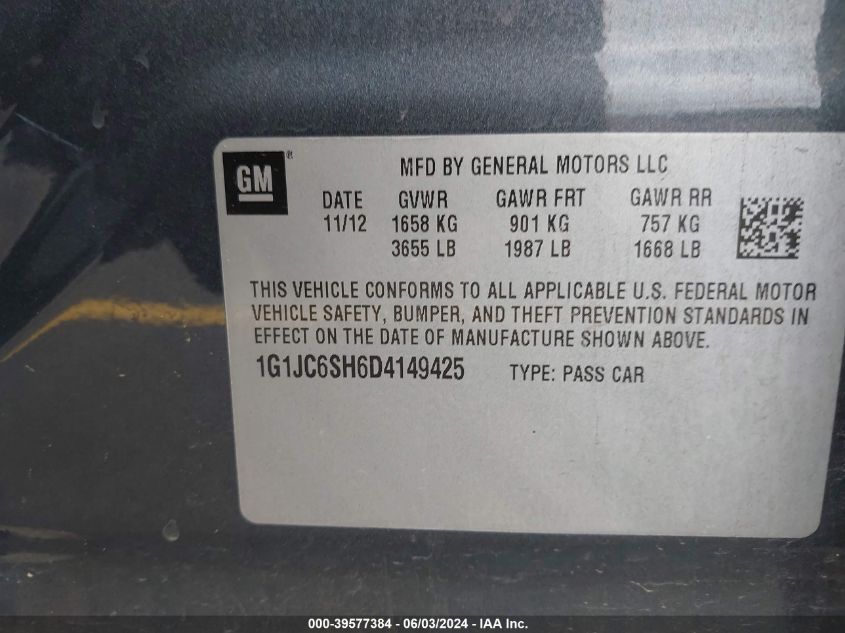 GM®
MFD BY GENERAL MOTORS LLC
DATE GVWR GAWR FRT GAWR RR
11/12 1658 KG 901 KG 757 KG
3655 LB 1987 LB 1668 LB
THIS VEHICLE CONFORMS TO ALL APPLICABLE U.S. FEDERAL MOTOR
VEHICLE SAFETY, BUMPER, AND THEFT PREVENTION STANDARDS IN
EFFECT ON THE DATE OF MANUFACTURE SHOWN ABOVE.
1G1JC6SH6D4149425 TYPE: PASS CAR
000-39577384 - 06/03/2024 - IAA Inc.